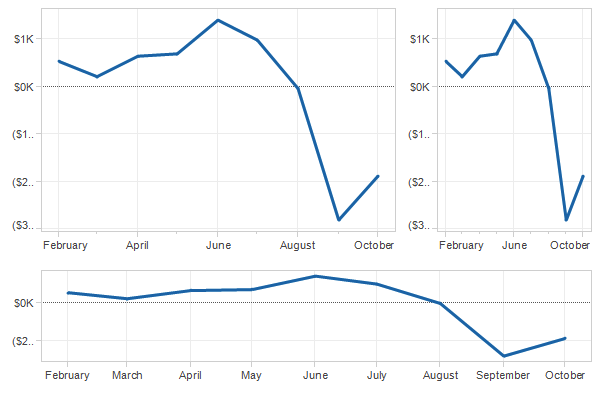 $1K
$0K
($1..
($2..
($3..
February April June August October
$1K
$0K
($1..
($2..
($3..
February June October
$0K
($2..
February March April May June July August September October